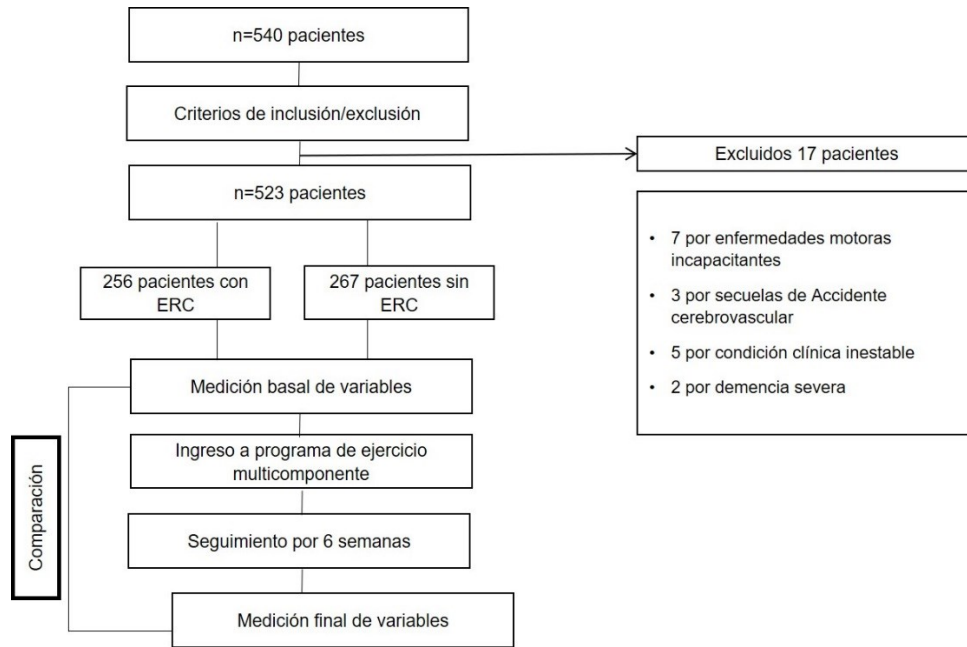 n=540 pacientes
Criterios de inclusión/exclusión
Excluidos 17 pacientes
n=523 pacientes
• 7 por enfermedades motoras
incapacitantes
• 3 por secuelas de Accidente
cerebrovascular
• 5 por condición clínica inestable
• 2 por demencia severa
256 pacientes con
ERC
267 pacientes sin
ERC
Medición basal de variables
Ingreso a programa de ejercicio
multicomponente
Seguimiento por 6 semanas
Medición final de variables
Comparación